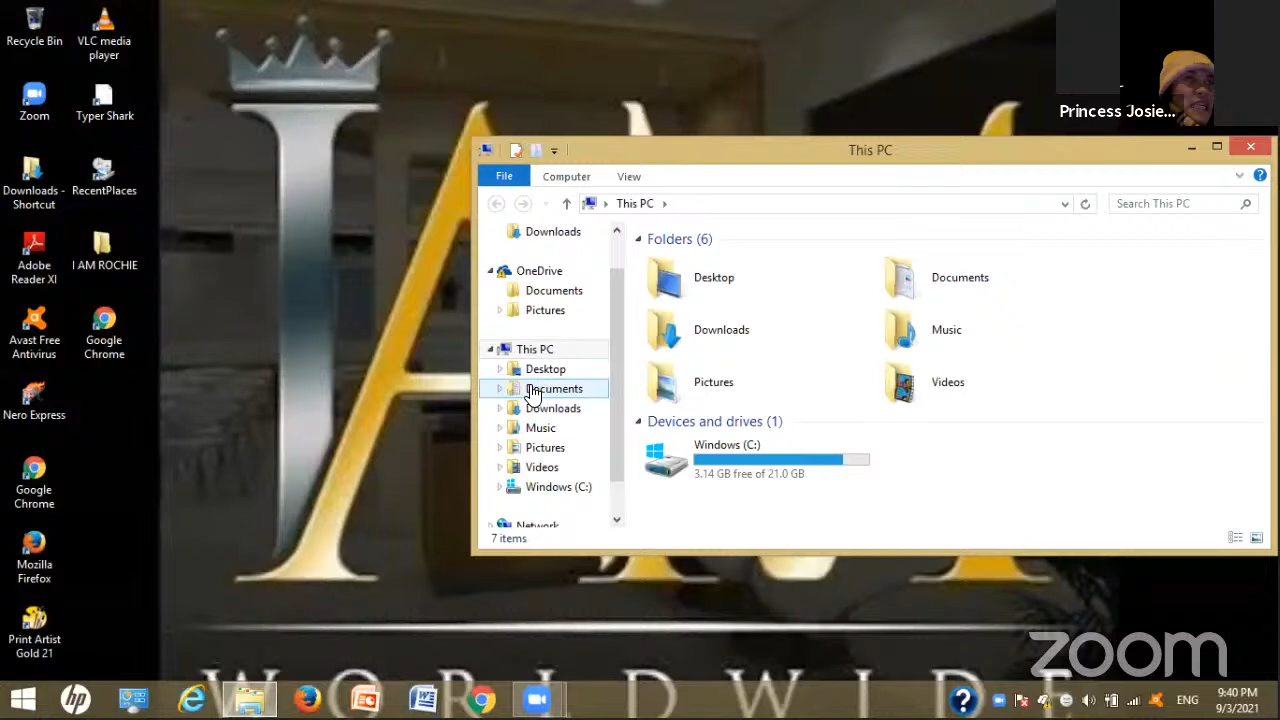 Recycle Bin
VLC media
player
Zoom
Typer Shark
Downloads -
Shortcut
RecentPlaces
Adobe
Reader XI
I AM ROCHIE
Avast Free
Antivirus
Google
Chrome
Nero Express
Google
Chrome
Mozilla
Firefox
Print Artist
Gold 21
IAM
WORLDWIDE
Princess Josie...
This PC
File
Computer
View
This PC
Search This PC
Downloads
OneDrive
Documents
Pictures
This PC
Desktop
Documents
Downloads
Music
Pictures
Videos
Windows (C:)
Network
7 items
Folders (6)
Desktop
Documents
Downloads
Music
Pictures
Videos
Devices and drives (1)
Windows (C:)
3.14 GB free of 21.0 GB
zoom
hp
ENG
9:40 PM
9/3/2021